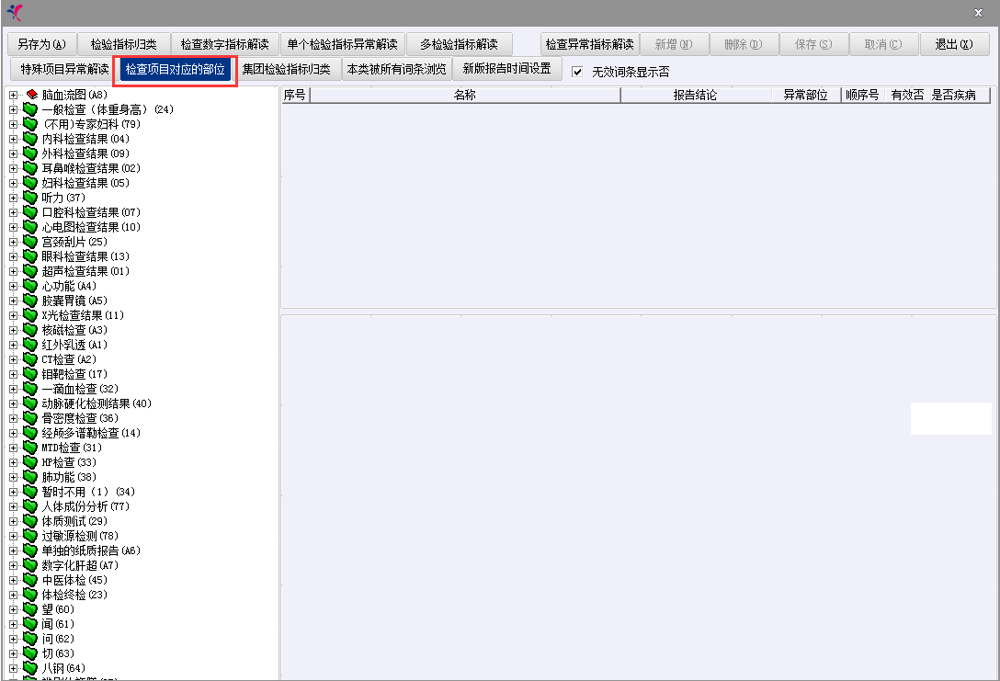 x
另存为(A) 检验指标归类 检查数字指标解读 单个检验指标异常解读 多检验指标解读 检查异常指标解读 新增(N) 删除(D) 保存(S) 取消(C) 退出(X)
特殊项目异常解读 检查项目对应的部位 集团检验指标归类 本类被所有词条浏览 新版报告时间设置 无效词条显示否
序号 名称 报告结论 异常部位 顺序号 有效否 是否疾病
脑血流图(A8)
一般检查（体重身高）(24)
(不用)专家妇科(79)
内科检查结果(04)
外科检查结果(09)
耳鼻喉检查结果(02)
妇科检查结果(05)
听力(37)
口腔科检查结果(07)
心电图检查结果(10)
宫颈刮片(25)
眼科检查结果(13)
超声检查结果(01)
心功能(A4)
胶囊胃镜(A5)
X光检查结果(11)
核磁检查(A3)
红外乳透(A1)
CT检查(A2)
钼靶检查(17)
一滴血检查(32)
动脉硬化检测结果(40)
骨密度检查(36)
经颅多谱勒检查(14)
MTD检查(31)
HP检查(33)
肺功能(38)
暂时不用（1）(34)
人体成份分析(77)
体质测试(29)
过敏源检测(78)
单独的纸质报告(A6)
数字化肝超(A7)
中医体检(45)
体检终检(23)
望(60)
闻(61)
问(62)
切(63)
八钢(64)